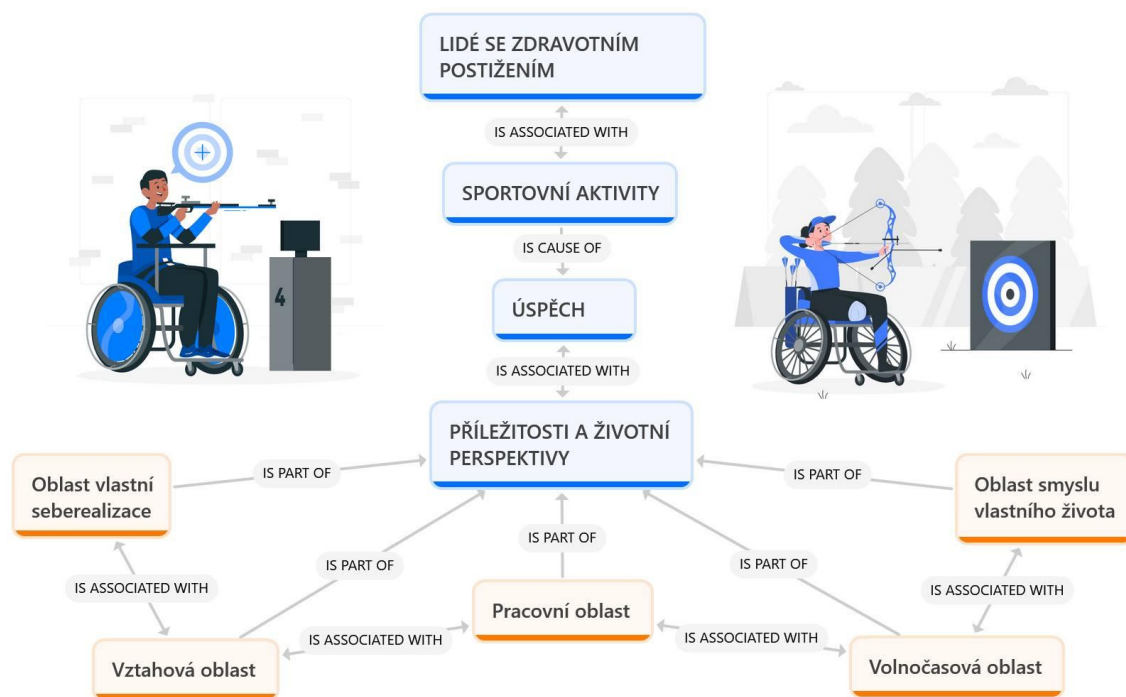 LIDÉ SE ZDRAVOTNÍM
POSTIŽENÍM
IS ASSOCIATED WITH
SPORTOVNÍ AKTIVITY
IS CAUSE OF
4
ÚSPĚCH
IS ASSOCIATED WITH
PŘÍLEŽITOSTI A ŽIVOTNÍ
PERSPEKTIVY
Oblast vlastní
seberealizace
IS PART OF
IS PART OF
Oblast smyslu
vlastního života
IS PART OF
IS PART OF
IS PART OF
IS ASSOCIATED WITH
IS ASSOCIATED WITH
Pracovní oblast
IS ASSOCIATED WITH
IS ASSOCIATED WITH
Vztahová oblast
Volnočasová oblast